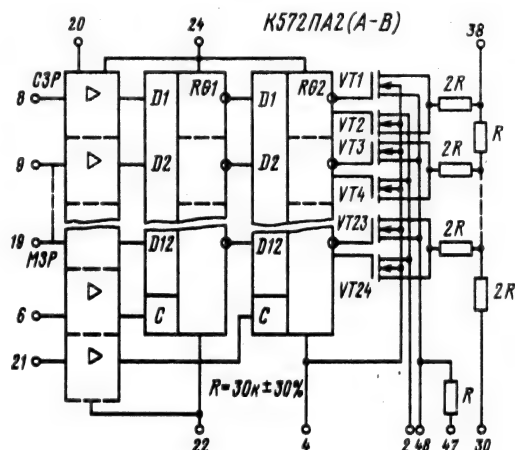 К572ПА2(А-В)
20 24 38
СЗР
8 ▷ D1 RG1 D1 RG2 VT1 2R
VT2 R
9 ▷ D2 D2 VT3 2R
VT4
19 D12 D12 VT23 2R
МЗР
▷ VT24 2R
6 C C
21 ▷
R=30к±30% R
22 4 2 48 47 30